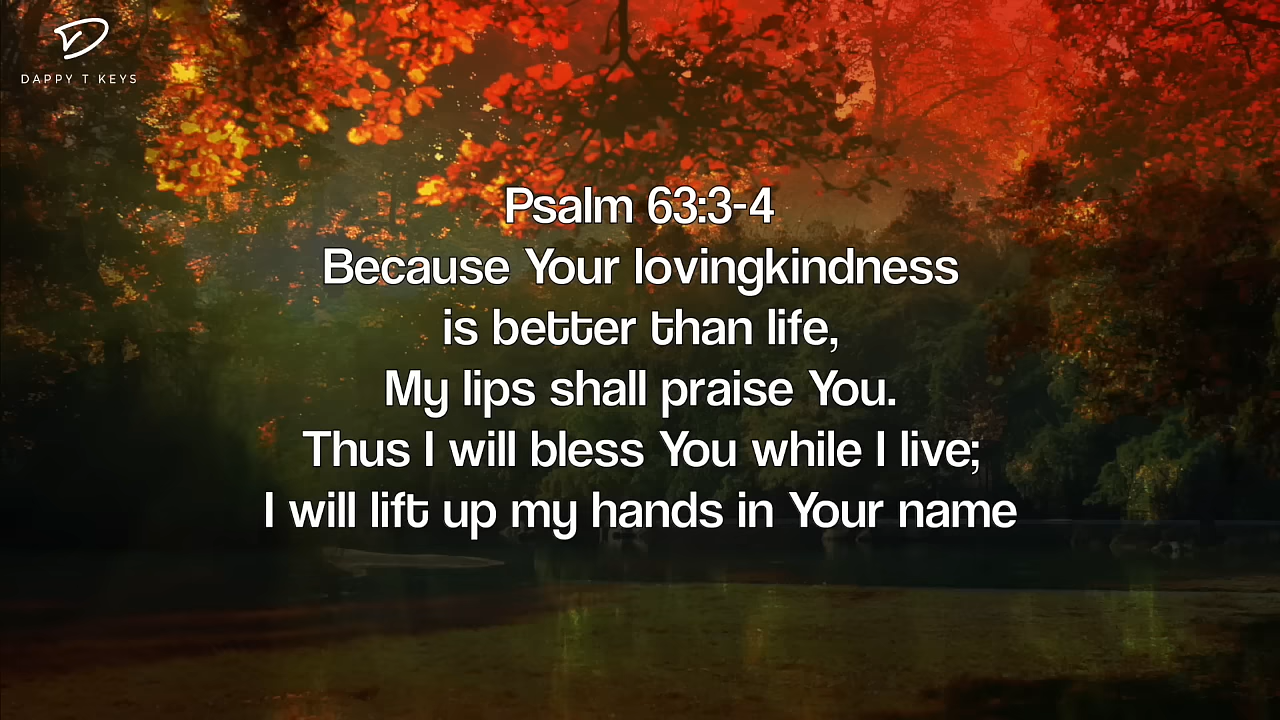 DAPPY T KEYS
Psalm 63:3-4
Because Your lovingkindness
is better than life,
My lips shall praise You.
Thus I will bless You while I live;
I will lift up my hands in Your name